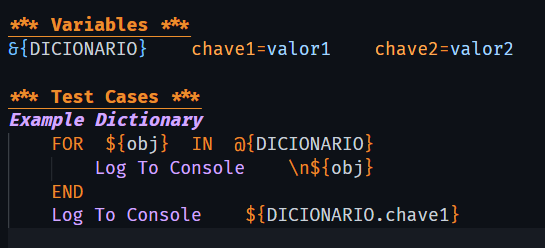 *** Variables ***
&{DICIONARIO}    chave1=valor1    chave2=valor2
*** Test Cases ***
Example Dictionary
    FOR  ${obj}  IN  @{DICIONARIO}
        Log To Console    \n${obj}
    END
    Log To Console    ${DICIONARIO.chave1}